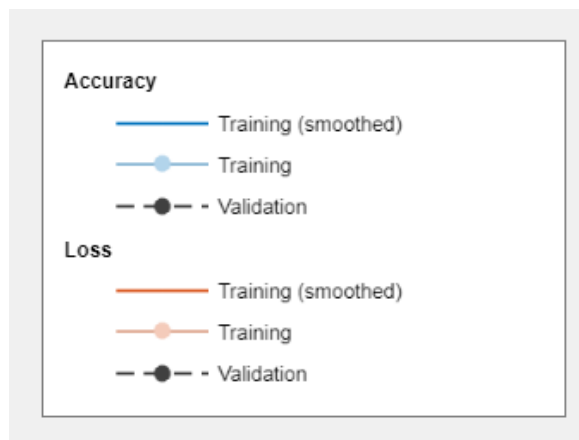 Accuracy
Training (smoothed)
Training
Validation
Loss
Training (smoothed)
Training
Validation